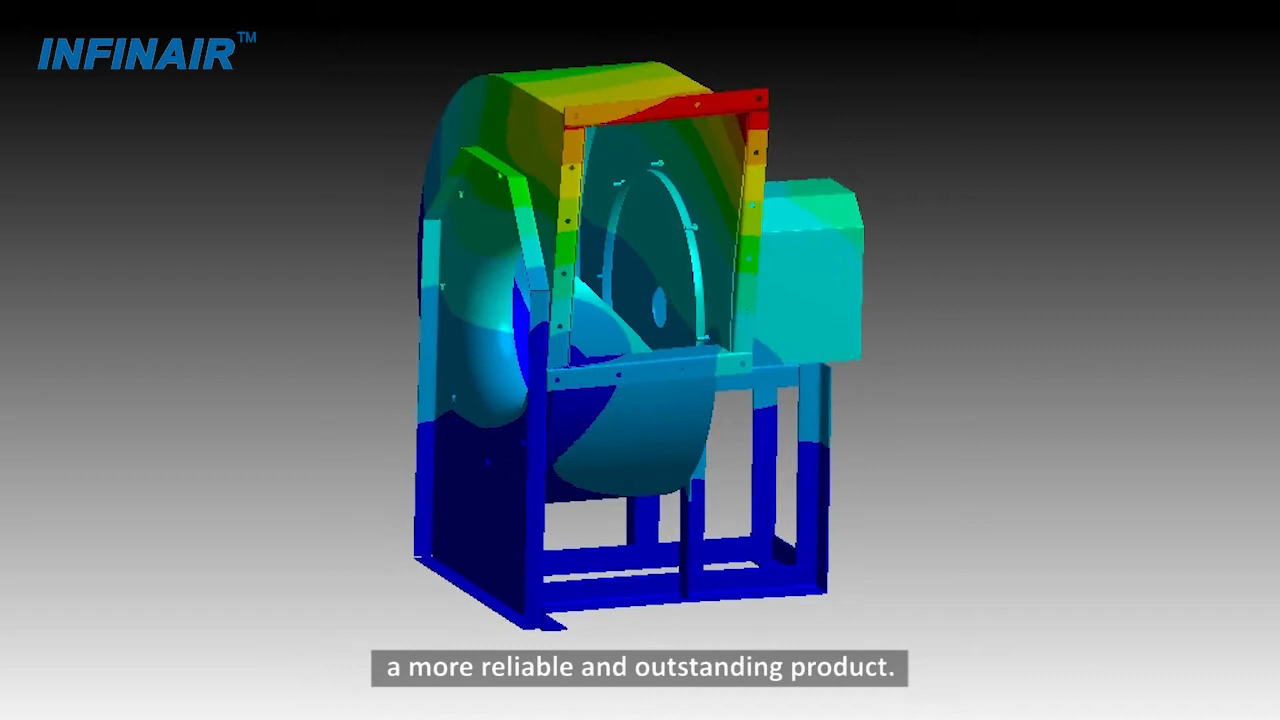 INFINAIR™
a more reliable and outstanding product.